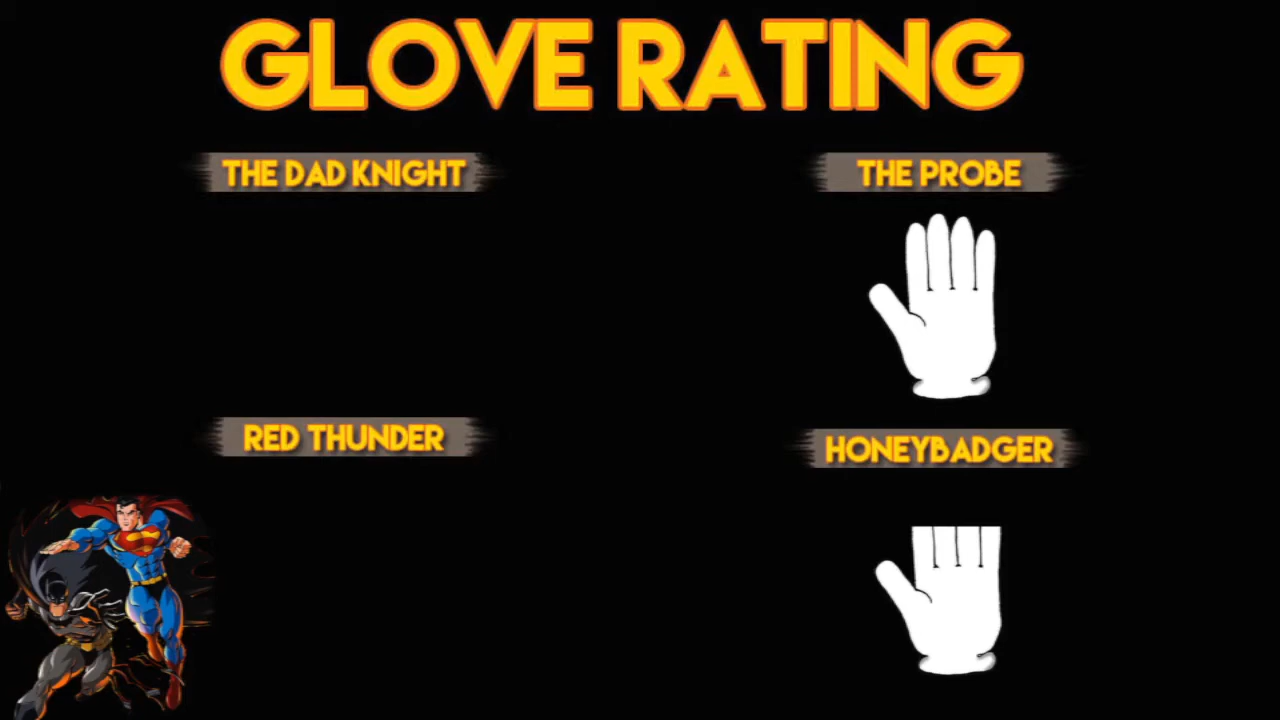 GLOVE RATING
THE DAD KNIGHT
THE PROBE
RED THUNDER
HONEYBADGER